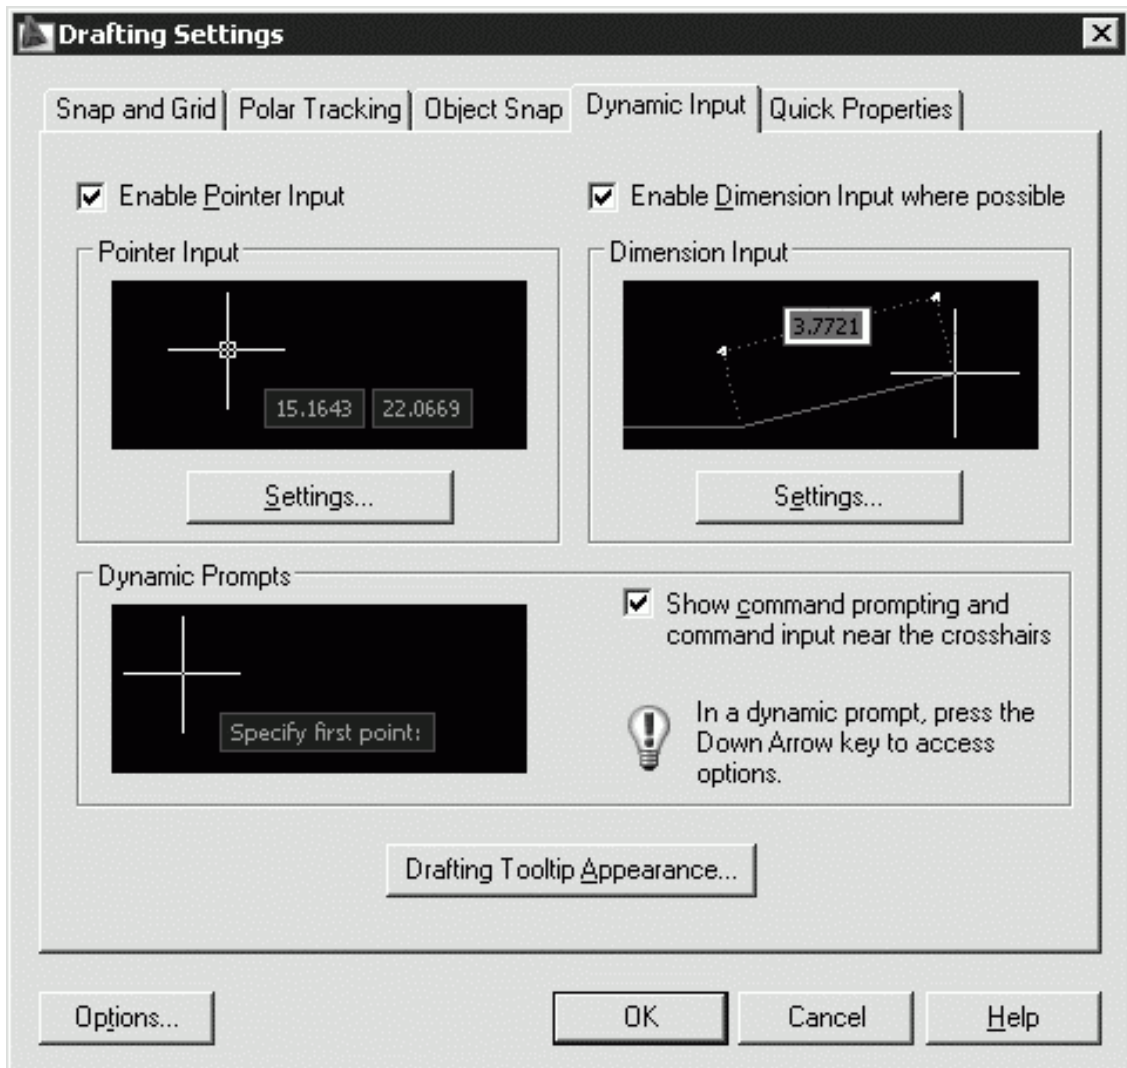 Drafting Settings
Snap and Grid
Polar Tracking
Object Snap
Dynamic Input
Quick Properties
Enable Pointer Input
Enable Dimension Input where possible
Pointer Input
15.1643 22.0669
Settings...
Dimension Input
3.7721
Settings...
Dynamic Prompts
Specify first point:
Show command prompting and
command input near the crosshairs
In a dynamic prompt, press the
Down Arrow key to access
options.
Drafting Tooltip Appearance...
Options...
OK
Cancel
Help